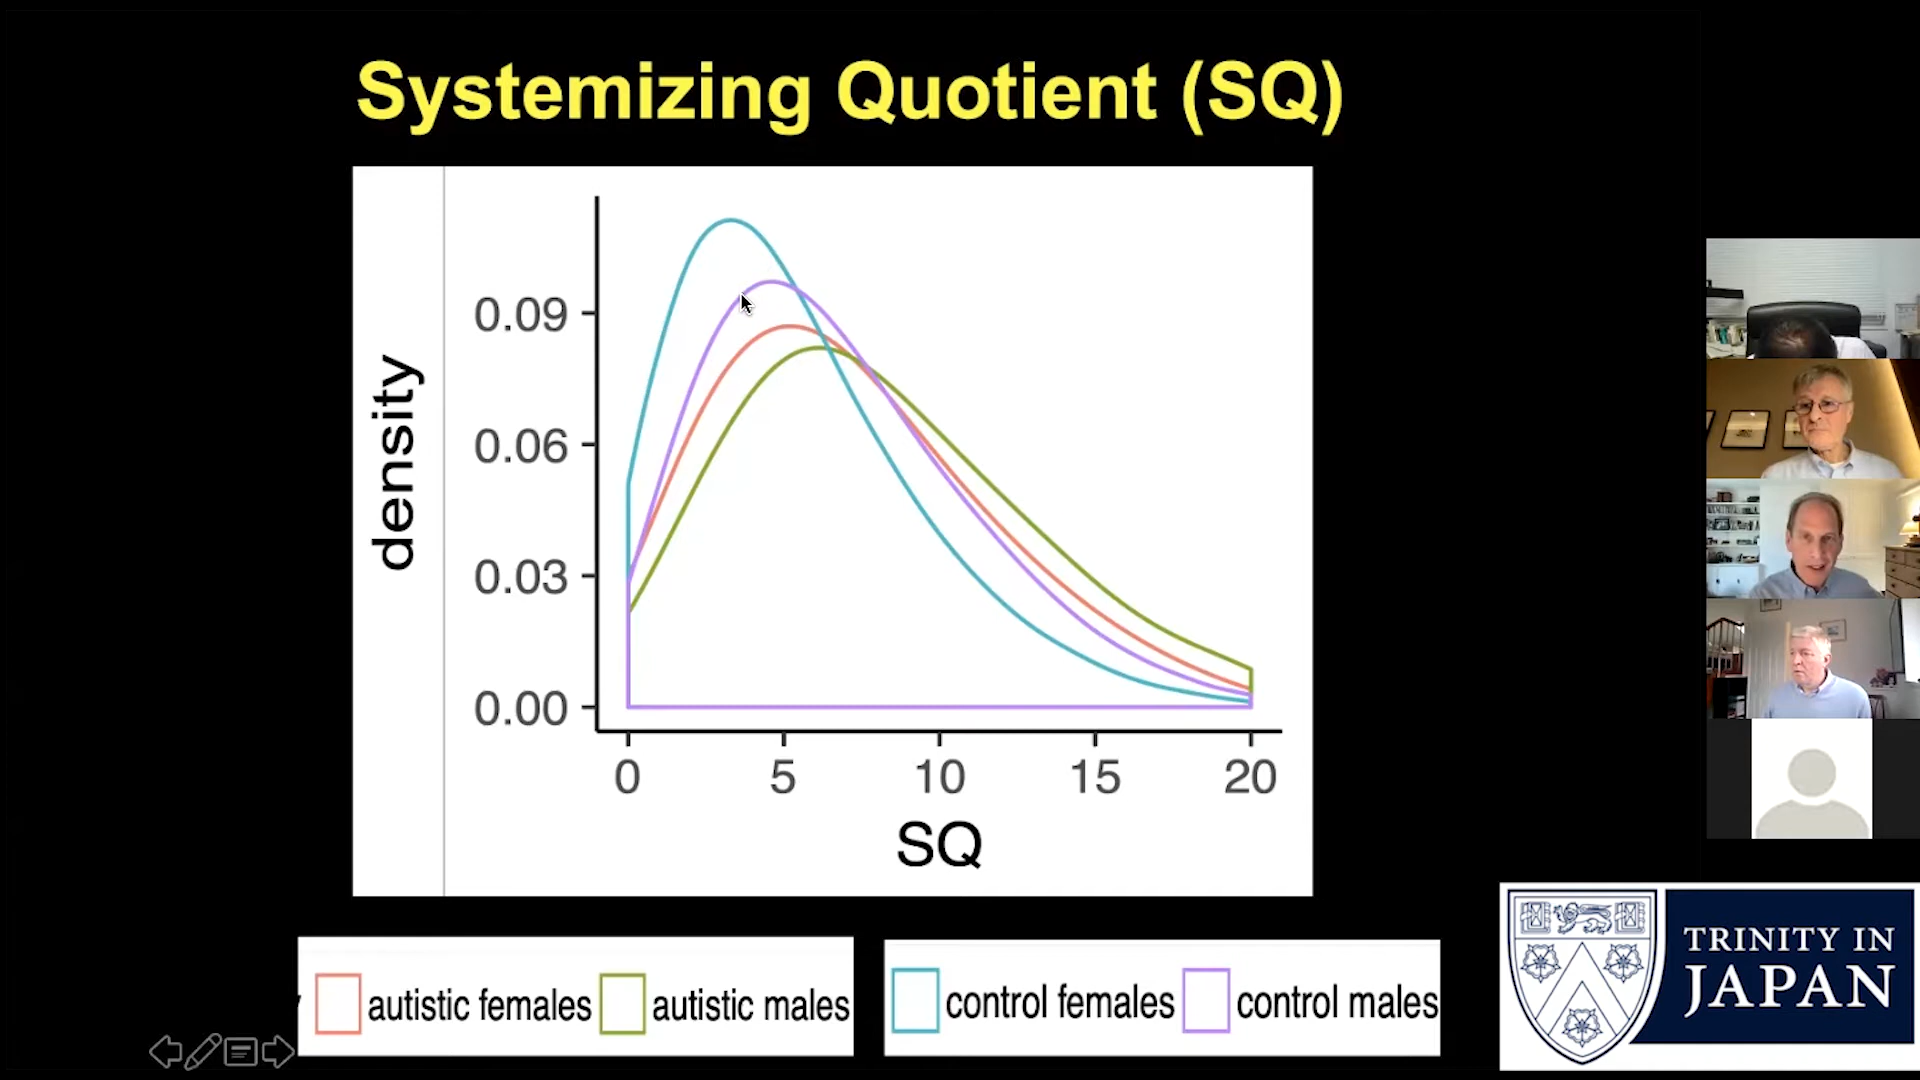 Systemizing Quotient (SQ)
density
0.09
0.06
0.03
0.00
0 5 10 15 20
SQ
autistic females autistic males
control females control males
TRINITY IN
JAPAN